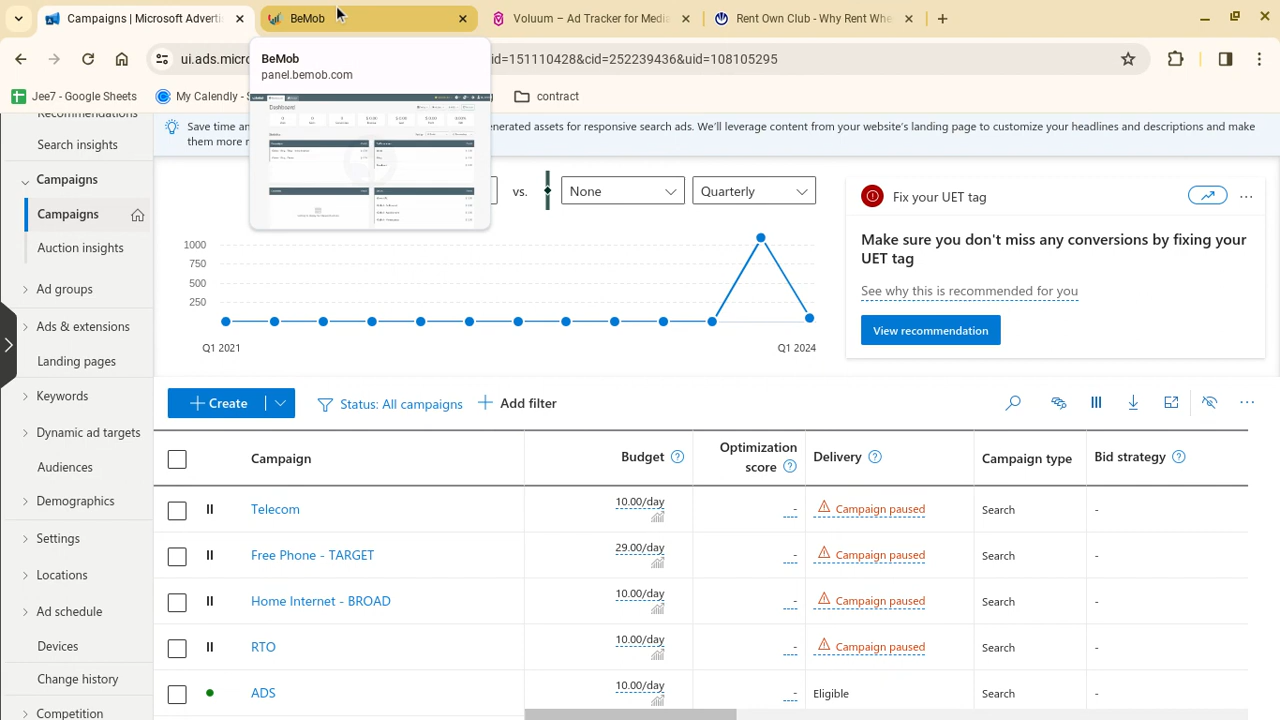 Campaigns | Microsoft Adverti
BeMob
Voluum – Ad Tracker for Media
Rent Own Club - Why Rent Whe
ui.ads.micro
id=151110428&cid=252239436&uid=108105295
BeMob
panel.bemob.com
Jee7 - Google Sheets
My Calendly - S
contract
Recommendations
Search insights
Campaigns
Campaigns
Auction insights
Ad groups
Ads & extensions
Landing pages
Keywords
Dynamic ad targets
Audiences
Demographics
Settings
Locations
Ad schedule
Devices
Change history
Competition
Save time an
enerated assets for responsive search ads. We'll leverage content from your website's landing page to customize your headlines and descriptions and make
them more r
vs.
None
Quarterly
1000
750
500
250
Q1 2021
Q1 2024
Fix your UET tag
Make sure you don't miss any conversions by fixing your
UET tag
See why this is recommended for you
View recommendation
Create
Status: All campaigns
Add filter
Campaign
Budget
Optimization
score
Delivery
Campaign type
Bid strategy
Telecom
10.00/day
-
Campaign paused
Search
-
Free Phone - TARGET
29.00/day
-
Campaign paused
Search
-
Home Internet - BROAD
10.00/day
-
Campaign paused
Search
-
RTO
10.00/day
-
Campaign paused
Search
-
ADS
10.00/day
-
Eligible
Search
-